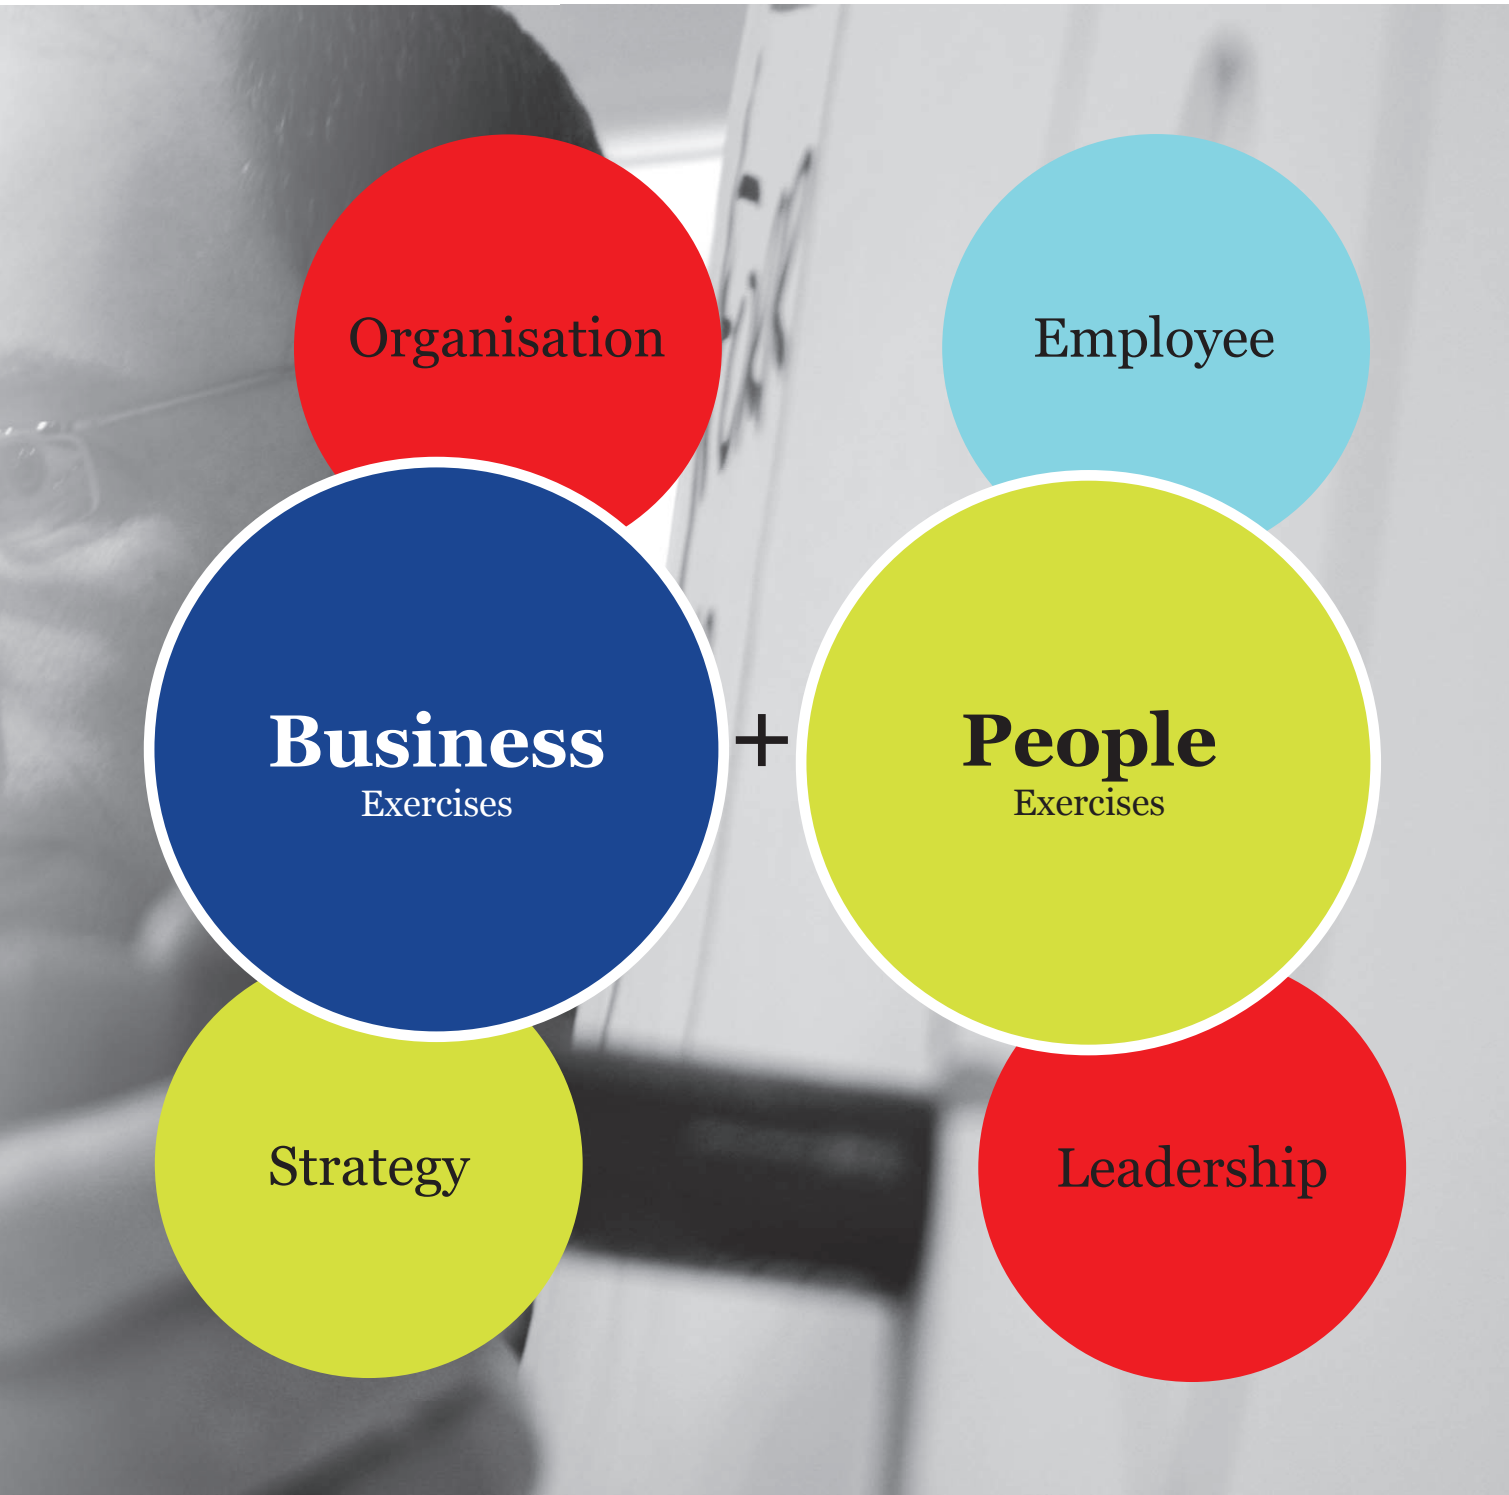 Organisation
Employee
Business
Exercises
+
People
Exercises
Strategy
Leadership